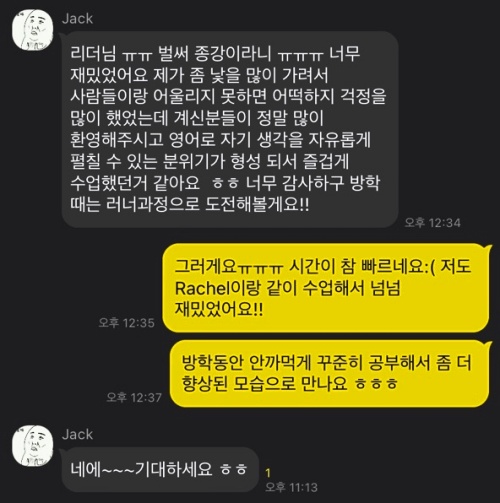 Jack
리더님 ㅠㅠ 벌써 종강이라니 ㅠㅠㅠ 너무
재밌었어요 제가 좀 낯을 많이 가려서
사람들이랑 어울리지 못하면 어떡하지 걱정을
많이 했었는데 계신분들이 정말 많이
환영해주시고 영어로 자기 생각을 자유롭게
펼칠 수 있는 분위기가 형성 되서 즐겁게
수업했던거 같아요 ㅎㅎ 너무 감사하구 방학
때는 러너과정으로 도전해볼게요!!
오후 12:34
그러게요ㅠㅠㅠ 시간이 참 빠르네요:( 저도
Rachel이랑 같이 수업해서 넘넘
재밌었어요!!
오후 12:35
방학동안 안까먹게 꾸준히 공부해서 좀 더
향상된 모습으로 만나요 ㅎㅎㅎ
오후 12:37
Jack
네에~~~기대하세요 ㅎㅎ
1
오후 11:13